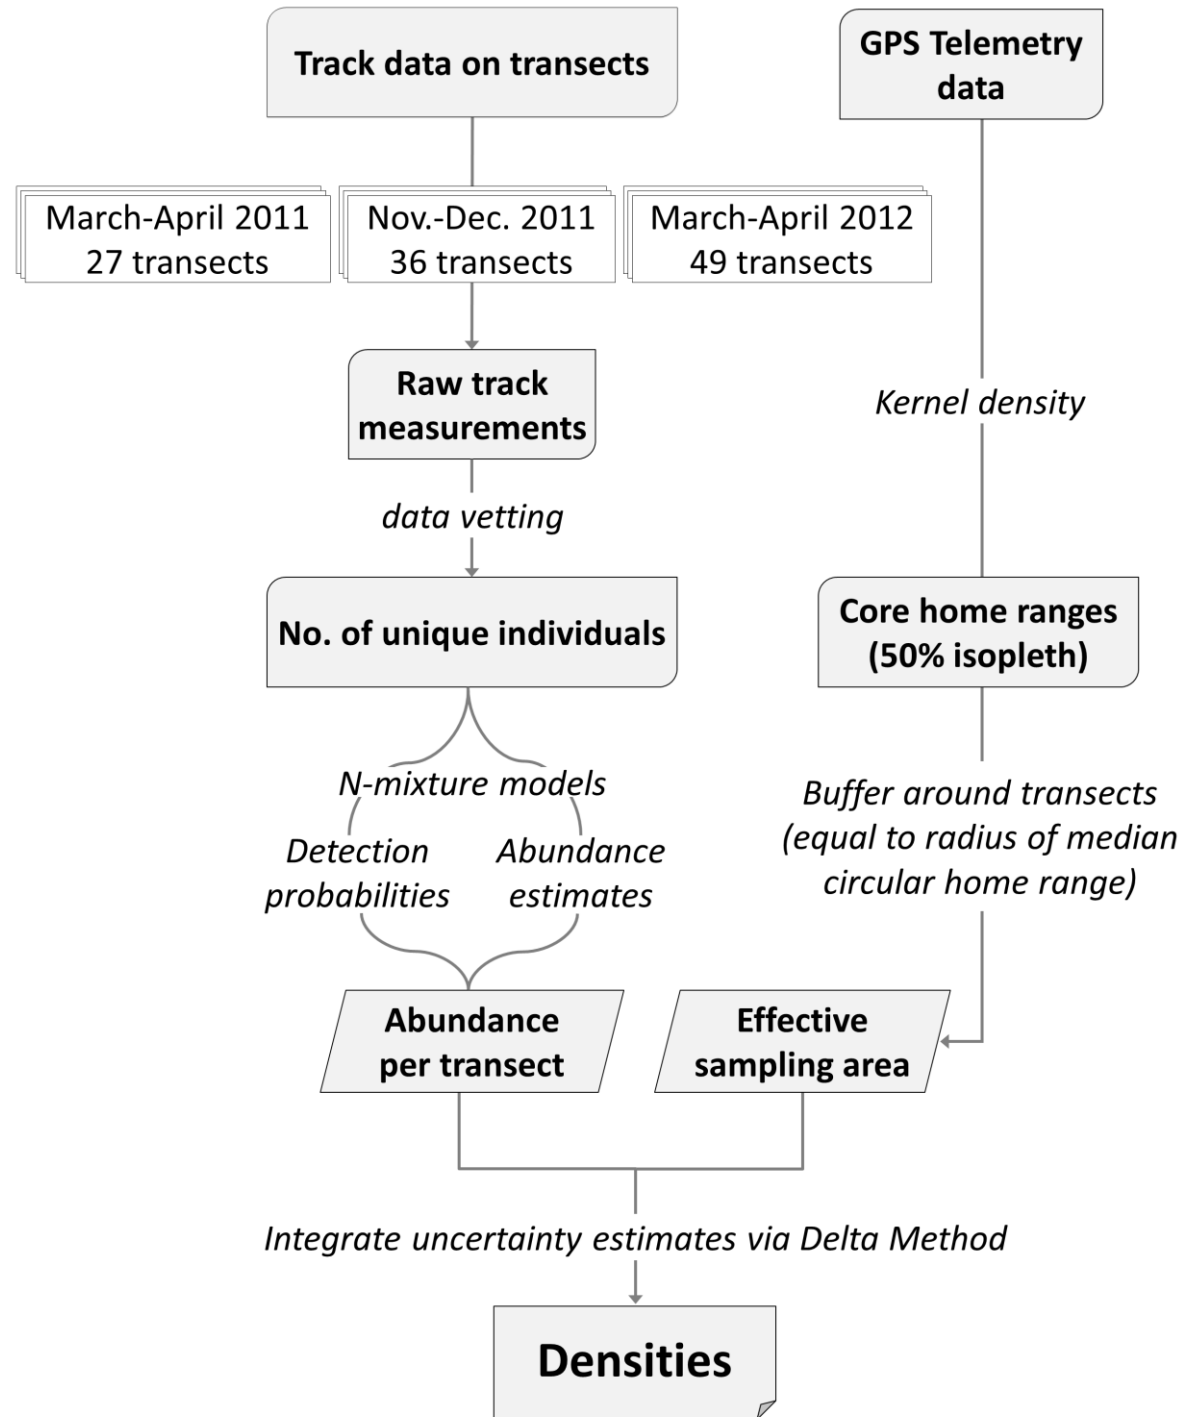 Track data on transects
GPS Telemetry
data
March-April 2011
27 transects
Nov.-Dec. 2011
36 transects
March-April 2012
49 transects
Raw track
measurements
Kernel density
data vetting
No. of unique individuals
Core home ranges
(50% isopleth)
N-mixture models
Detection
probabilities
Abundance
estimates
Buffer around transects
(equal to radius of median
circular home range)
Abundance
per transect
Effective
sampling area
Integrate uncertainty estimates via Delta Method
Densities